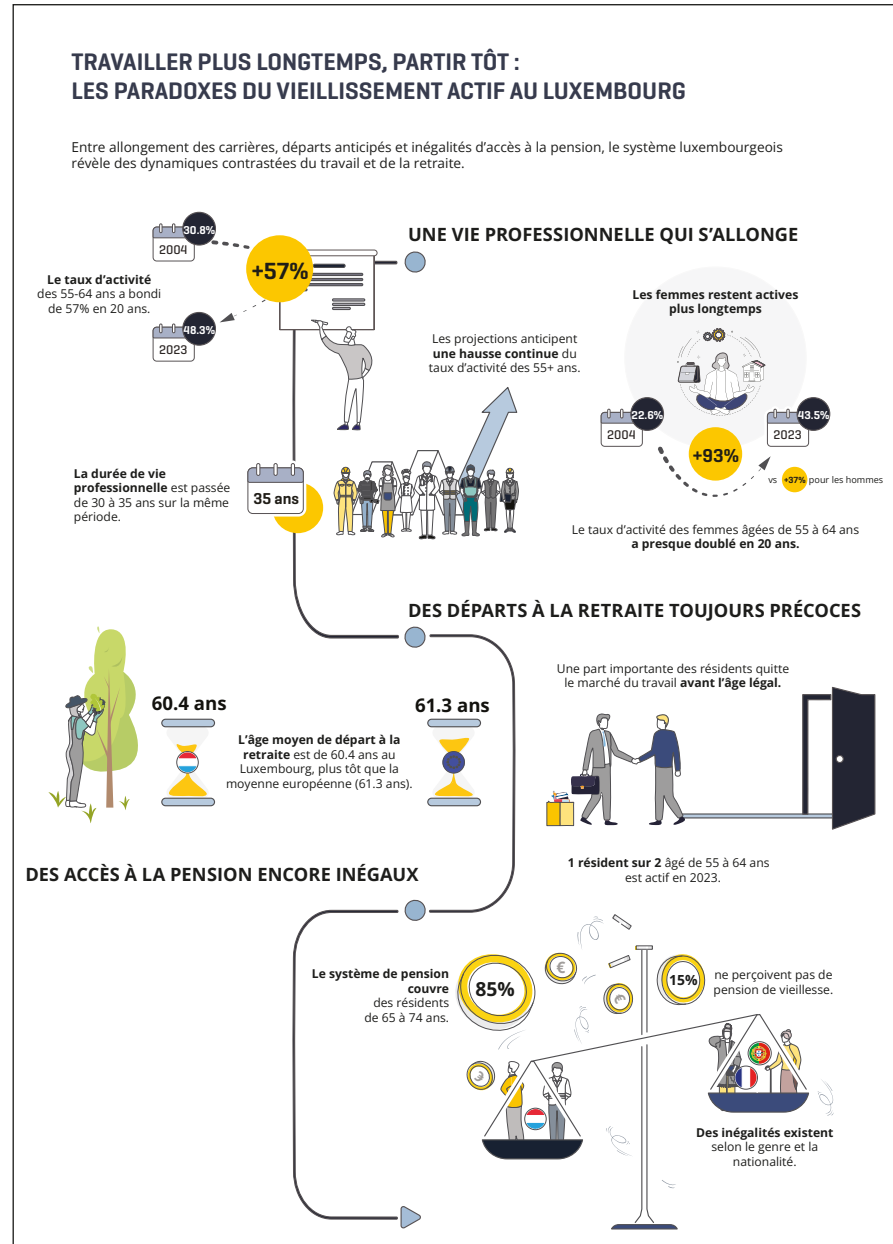 TRAVAILLER PLUS LONGTEMPS, PARTIR TÔT :
LES PARADOXES DU VIEILLISSEMENT ACTIF AU LUXEMBOURG
Entre allongement des carrières, départs anticipés et inégalités d’accès à la pension, le système luxembourgeois
révèle des dynamiques contrastées du travail et de la retraite.
UNE VIE PROFESSIONNELLE QUI S’ALLONGE
30.8%
2004
+57%
Le taux d’activité
des 55-64 ans a bondi
de 57% en 20 ans.
48.3%
2023
Les projections anticipent
une hausse continue du
taux d’activité des 55+ ans.
Les femmes restent actives
plus longtemps
22.6%
2004
43.5%
2023
+93%
vs +37% pour les hommes
Le taux d’activité des femmes âgées de 55 à 64 ans
a presque doublé en 20 ans.
La durée de vie
professionnelle est passée
de 30 à 35 ans sur la même
période.
35 ans
DES DÉPARTS À LA RETRAITE TOUJOURS PRÉCOCES
60.4 ans
L’âge moyen de départ à la
retraite est de 60.4 ans au
Luxembourg, plus tôt que la
moyenne européenne (61.3 ans).
61.3 ans
Une part importante des résidents quitte
le marché du travail avant l’âge légal.
1 résident sur 2 âgé de 55 à 64 ans
est actif en 2023.
DES ACCÈS À LA PENSION ENCORE INÉGAUX
Le système de pension
couvre
des résidents
de 65 à 74 ans.
85%
€
€
€
15%
ne perçoivent pas de
pension de vieillesse.
Des inégalités existent
selon le genre et la
nationalité.